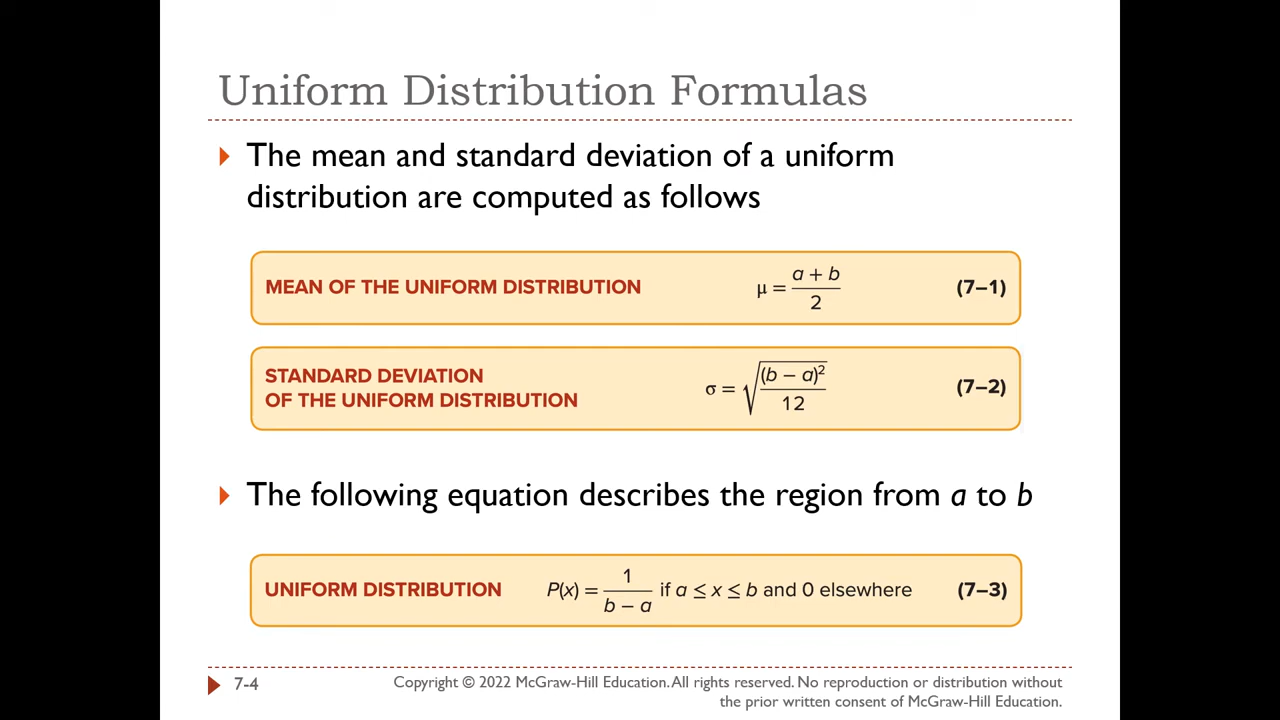 Uniform Distribution Formulas
The mean and standard deviation of a uniform
distribution are computed as follows
MEAN OF THE UNIFORM DISTRIBUTION μ = (a + b)/2 (7–1)
STANDARD DEVIATION
OF THE UNIFORM DISTRIBUTION σ = √((b − a)²/12) (7–2)
The following equation describes the region from a to b
UNIFORM DISTRIBUTION P(x) = 1/(b − a) if a ≤ x ≤ b and 0 elsewhere (7–3)
7-4
Copyright © 2022 McGraw-Hill Education. All rights reserved. No reproduction or distribution without
the prior written consent of McGraw-Hill Education.